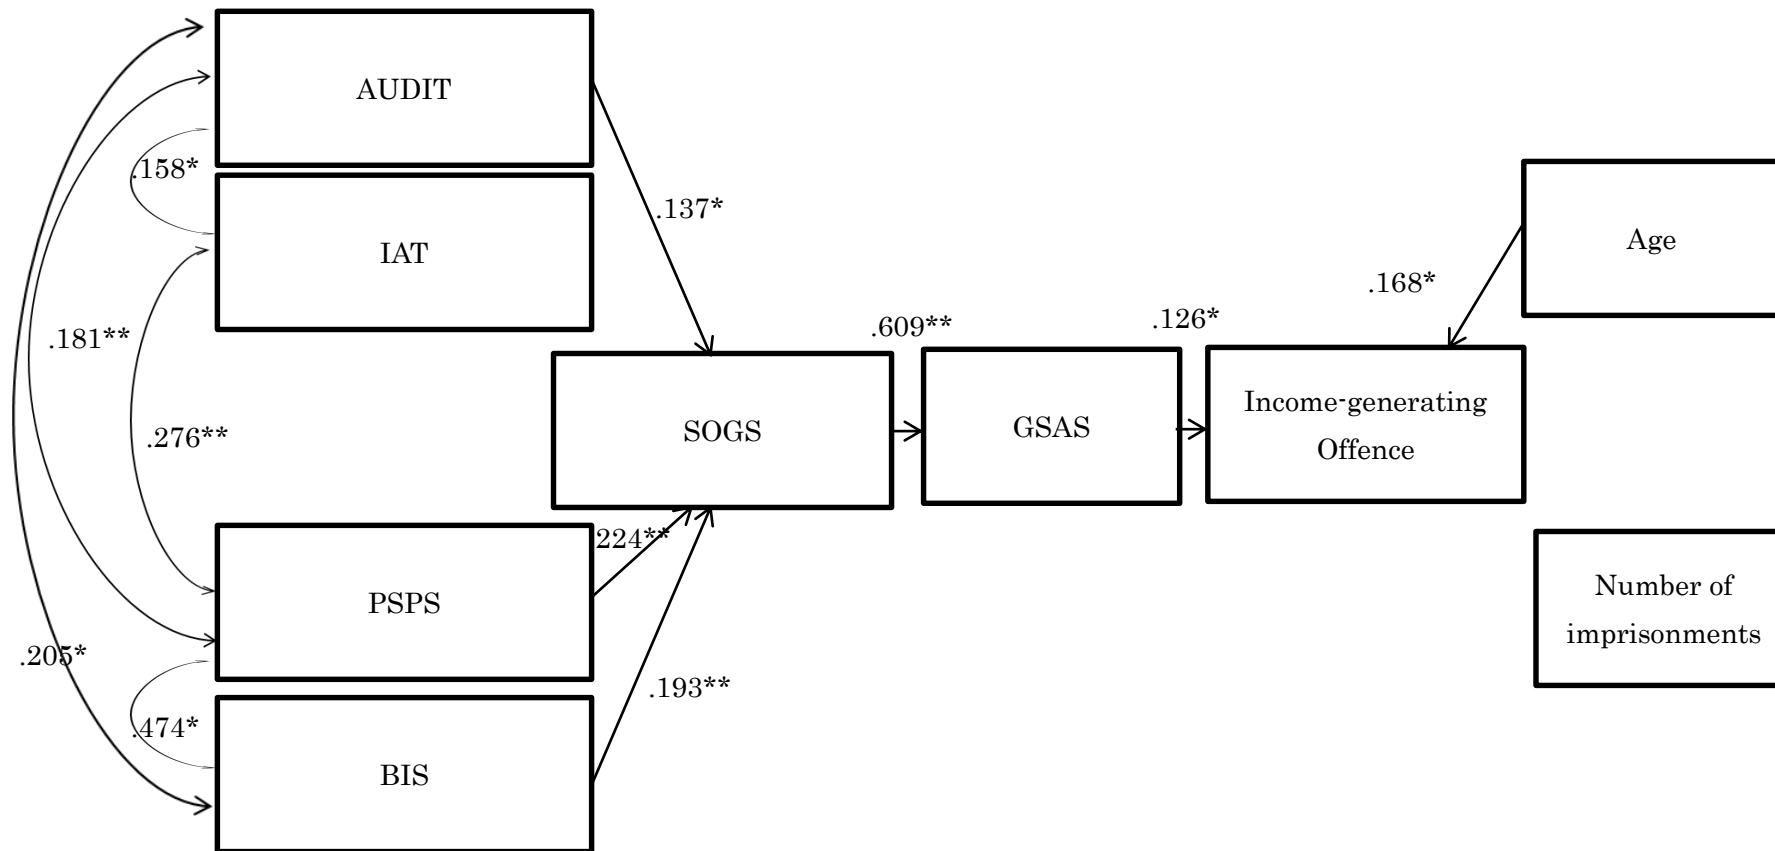 AUDIT
.158*
.137*
IAT
Age
.168*
.181**
.609**
.126*
.276**
SOGS
GSAS
Income-generating
Offence
224**
PSPS
Number of
imprisonments
.205*
.193**
.474*
BIS